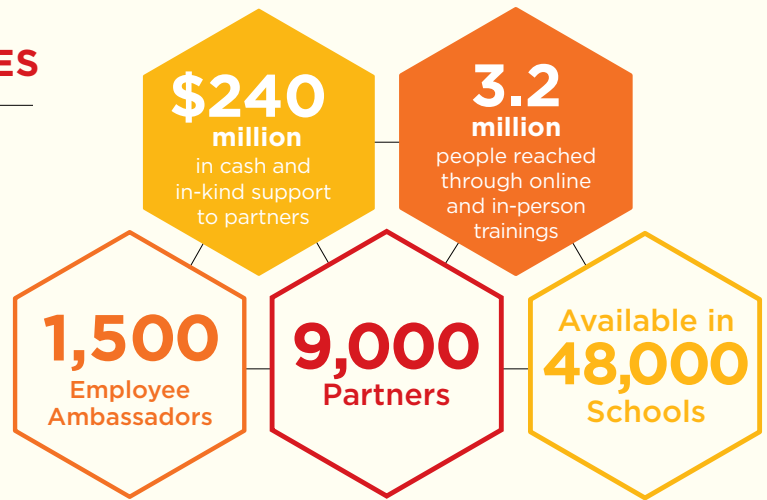 ES
$240
million
in cash and
in-kind support
to partners
3.2
million
people reached
through online
and in-person
trainings
1,500
Employee
Ambassadors
9,000
Partners
Available in
48,000
Schools